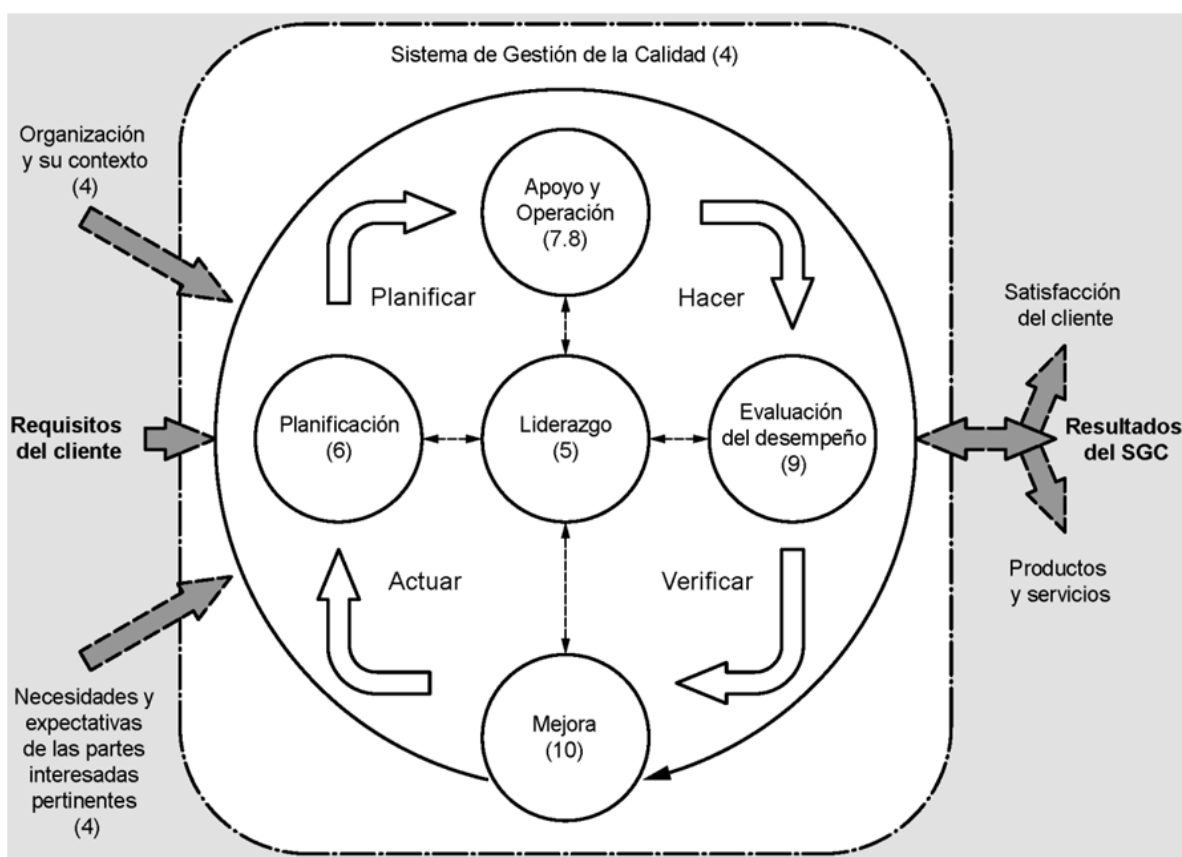 Sistema de Gestión de la Calidad (4)
Organización
y su contexto
(4)
Apoyo y
Operación
(7.8)
Planificar
Hacer
Satisfacción
del cliente
Requisitos
del cliente
Planificación
(6)
Liderazgo
(5)
Evaluación
del desempeño
(9)
Resultados
del SGC
Actuar
Verificar
Productos
y servicios
Necesidades y
expectativas
de las partes
interesadas
pertinentes
(4)
Mejora
(10)